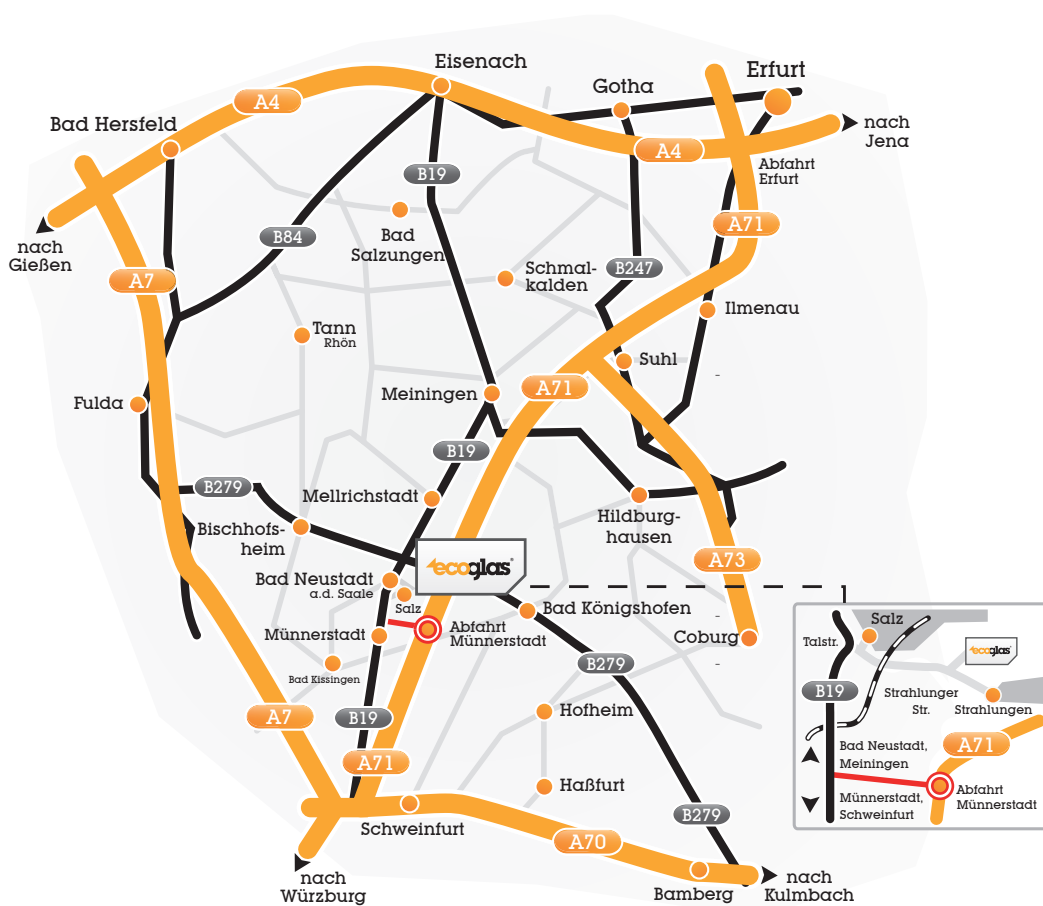 Eisenach
Erfurt
Gotha
A4
Bad Hersfeld
nach
Jena
A4
Abfahrt
Erfurt
B19
A71
Bad
Salzungen
B84
nach
Gießen
Schmal-
kalden
B247
A7
Ilmenau
Tann
Rhön
Suhl
Meiningen
A71
Fulda
B19
B279
Mellrichstadt
Bischhofs-
heim
Hildburg-
hausen
ecoglas
A73
Bad Neustadt
a.d. Saale
Salz
Bad Königshofen
Münnerstadt
Abfahrt
Münnerstadt
Coburg
Bad Kissingen
B279
A7
B19
Hofheim
A71
Haßfurt
Schweinfurt
B279
A70
nach
Würzburg
Bamberg
nach
Kulmbach
Salz
Talstr.
ecoglas
B19
Strahlunger
Str.
Strahlungen
A71
Bad Neustadt,
Meiningen
Abfahrt
Münnerstadt
Münnerstadt,
Schweinfurt